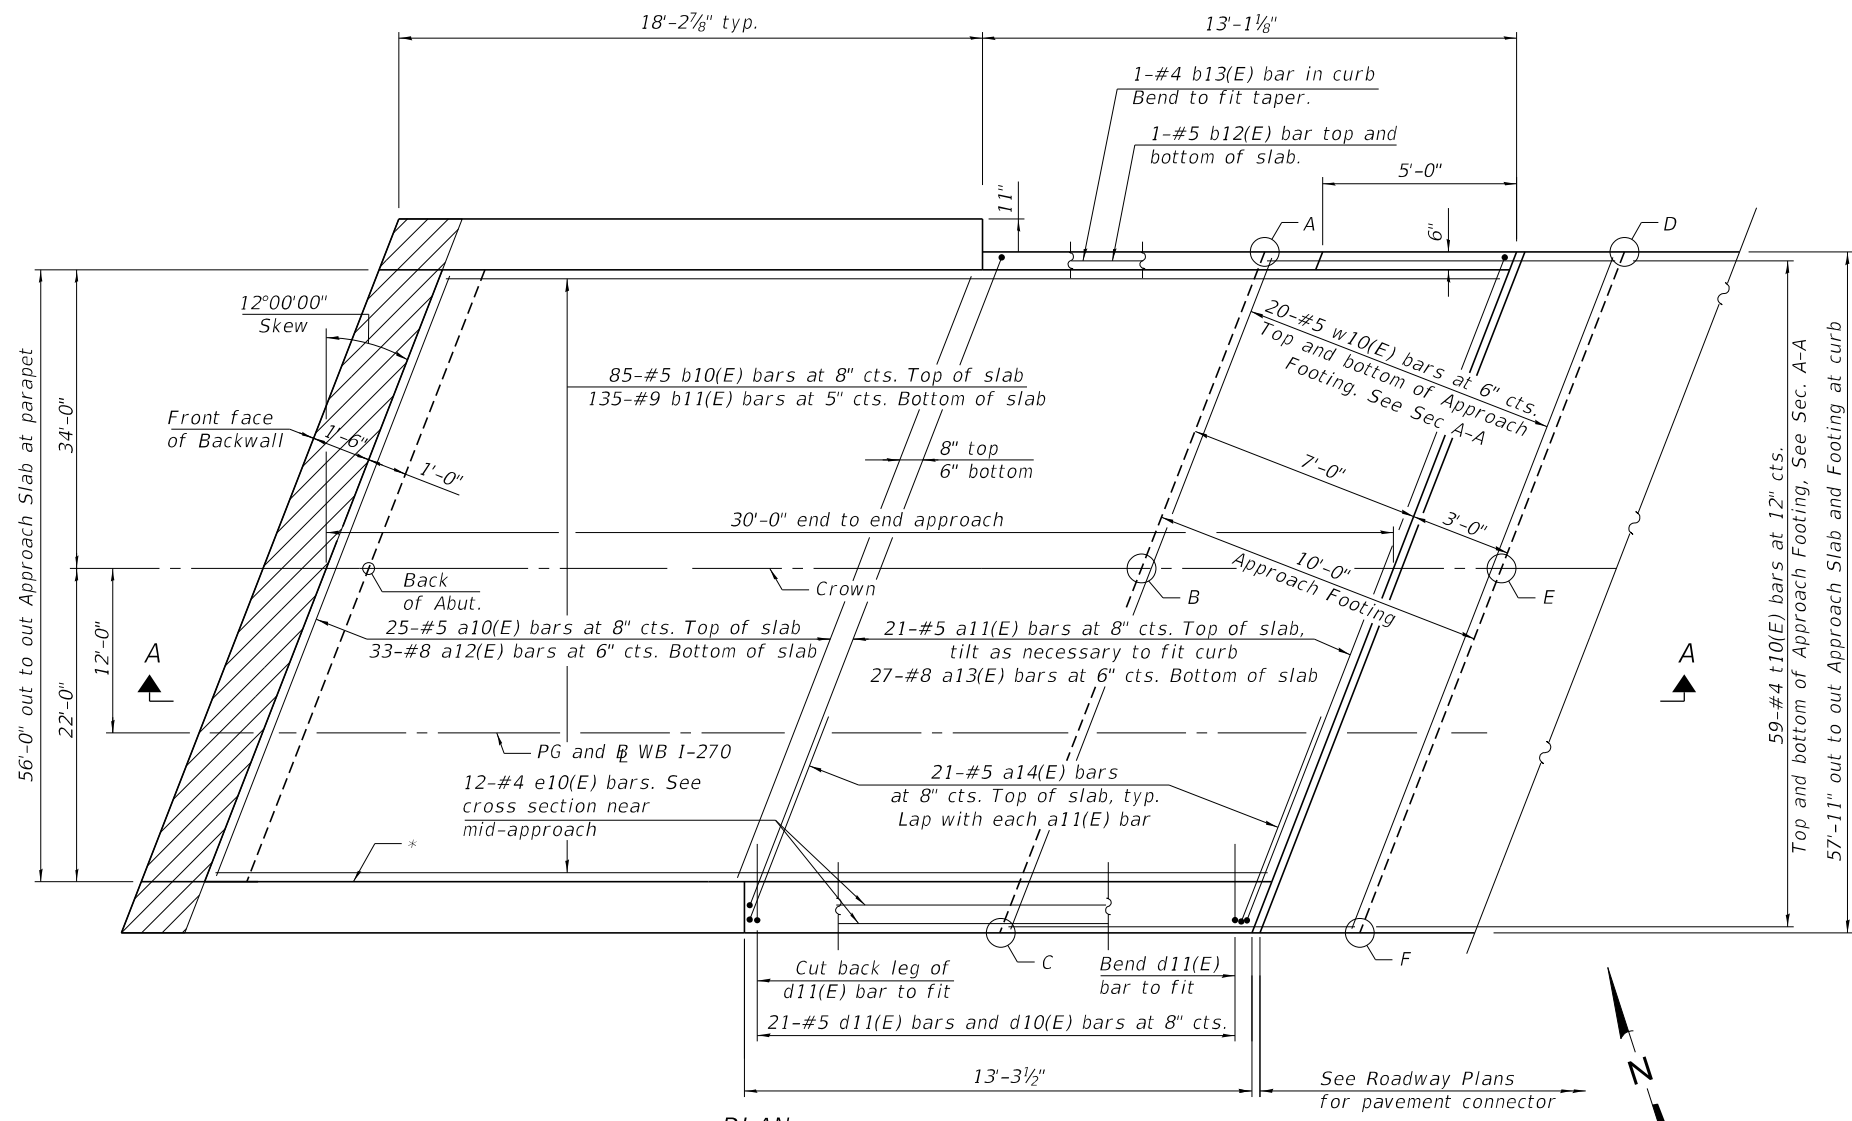 18'-2⅞" typ.
13'-1⅛"
1-#4 b13(E) bar in curb
Bend to fit taper.
1-#5 b12(E) bar top and
bottom of slab.
5'-0"
11"
6"
A
D
12°00'00"
Skew
20-#5 w10(E) bars at 6" cts.
Top and bottom of Approach
Footing. See Sec A-A
85-#5 b10(E) bars at 8" cts. Top of slab
135-#9 b11(E) bars at 5" cts. Bottom of slab
Front face
of Backwall
1'-6"
1'-0"
8" top
6" bottom
7'-0"
3'-0"
30'-0" end to end approach
10'-0"
Approach Footing
56'-0" out to out Approach Slab at parapet
34'-0"
22'-0"
12'-0"
Back
of Abut.
Crown
B
E
25-#5 a10(E) bars at 8" cts. Top of slab
33-#8 a12(E) bars at 6" cts. Bottom of slab
21-#5 a11(E) bars at 8" cts. Top of slab,
tilt as necessary to fit curb
27-#8 a13(E) bars at 6" cts. Bottom of slab
A
A
59-#4 t10(E) bars at 12" cts.
Top and bottom of Approach Footing, See Sec. A-A
57'-11" out to out Approach Slab and Footing at curb
PG and ℄ WB I-270
12-#4 e10(E) bars. See
cross section near
mid-approach
21-#5 a14(E) bars
at 8" cts. Top of slab, typ.
Lap with each a11(E) bar
*
C
F
Cut back leg of
d11(E) bar to fit
Bend d11(E)
bar to fit
21-#5 d11(E) bars and d10(E) bars at 8" cts.
13'-3½"
See Roadway Plans
for pavement connector
N
PLAN